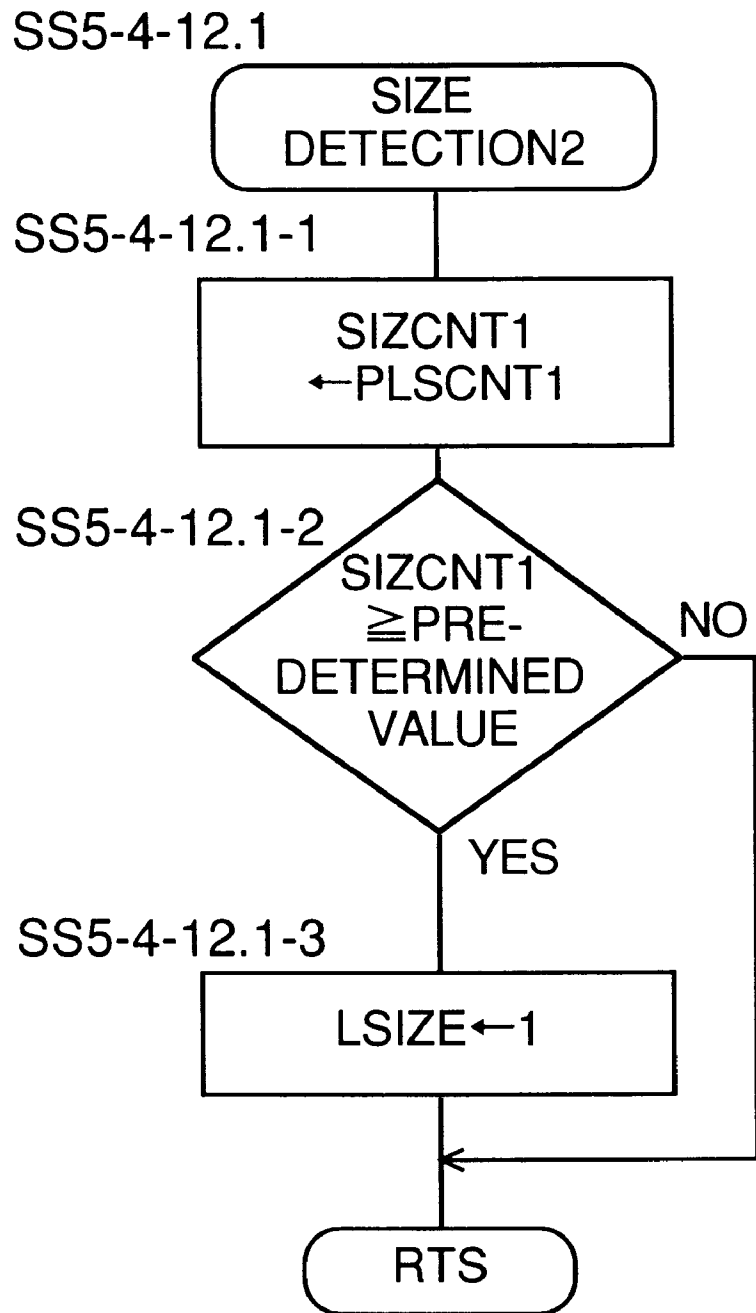 SS5-4-12.1
SIZE
DETECTION2
SS5-4-12.1-1
SIZCNT1
←PLSCNT1
SS5-4-12.1-2
SIZCNT1
≧PRE-
DETERMINED
VALUE
NO
YES
SS5-4-12.1-3
LSIZE←1
RTS